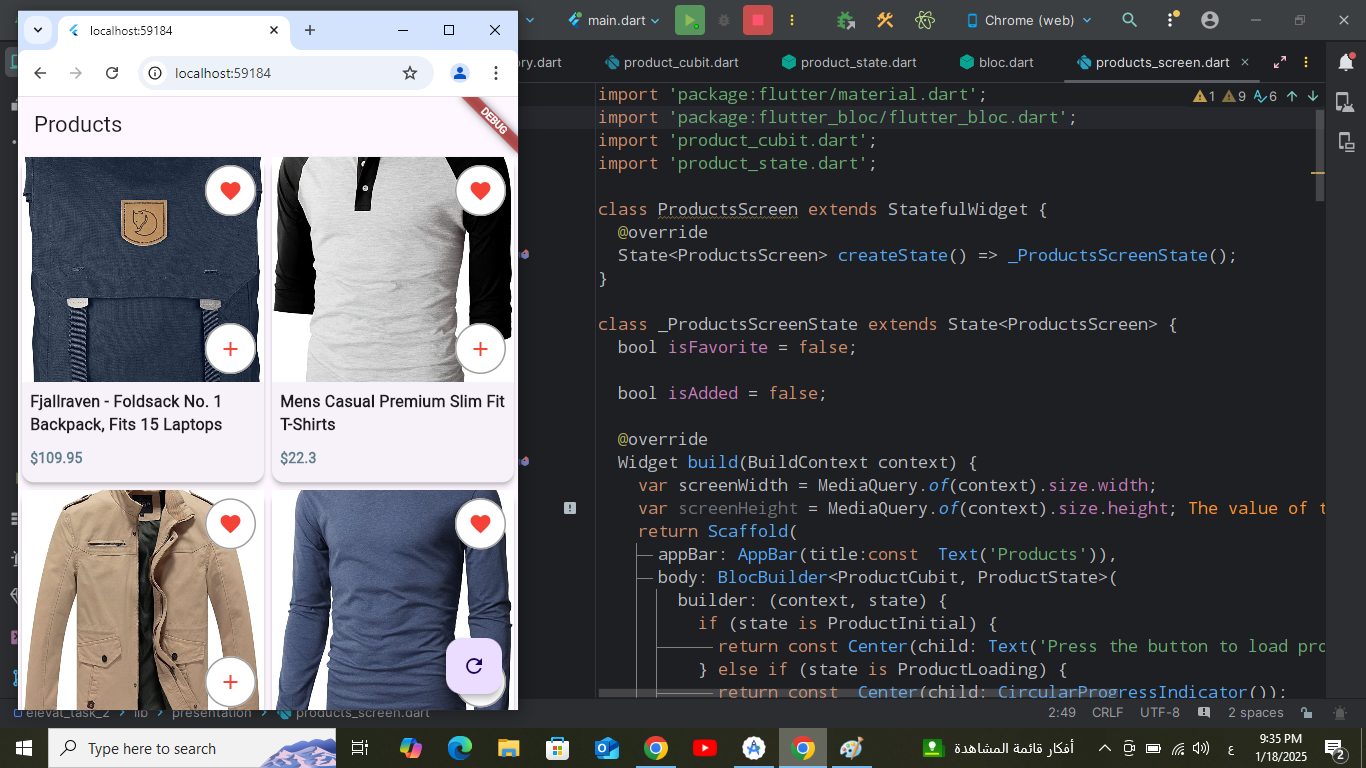 localhost:59184
localhost:59184
Products
DEBUG
Fjallraven - Foldsack No. 1
Backpack, Fits 15 Laptops
$109.95
Mens Casual Premium Slim Fit
T-Shirts
$22.3
main.dart
Chrome (web)
ory.dart
product_cubit.dart
product_state.dart
bloc.dart
products_screen.dart
1 9 6
import 'package:flutter/material.dart';
import 'package:flutter_bloc/flutter_bloc.dart';
import 'product_cubit.dart';
import 'product_state.dart';
class ProductsScreen extends StatefulWidget {
@override
State<ProductsScreen> createState() => _ProductsScreenState();
}
class _ProductsScreenState extends State<ProductsScreen> {
bool isFavorite = false;
bool isAdded = false;
@override
Widget build(BuildContext context) {
var screenWidth = MediaQuery.of(context).size.width;
var screenHeight = MediaQuery.of(context).size.height; The value of t
return Scaffold(
appBar: AppBar(title:const  Text('Products')),
body: BlocBuilder<ProductCubit, ProductState>(
builder: (context, state) {
if (state is ProductInitial) {
return const Center(child: Text('Press the button to load pro
} else if (state is ProductLoading) {
return const  Center(child: CircularProgressIndicator());
elevat_task_2 > lib > presentation > products_screen.dart
2:49 CRLF UTF-8 2 spaces
Type here to search
أفكار قائمة المشاهدة
ع
9:35 PM
1/18/2025
2